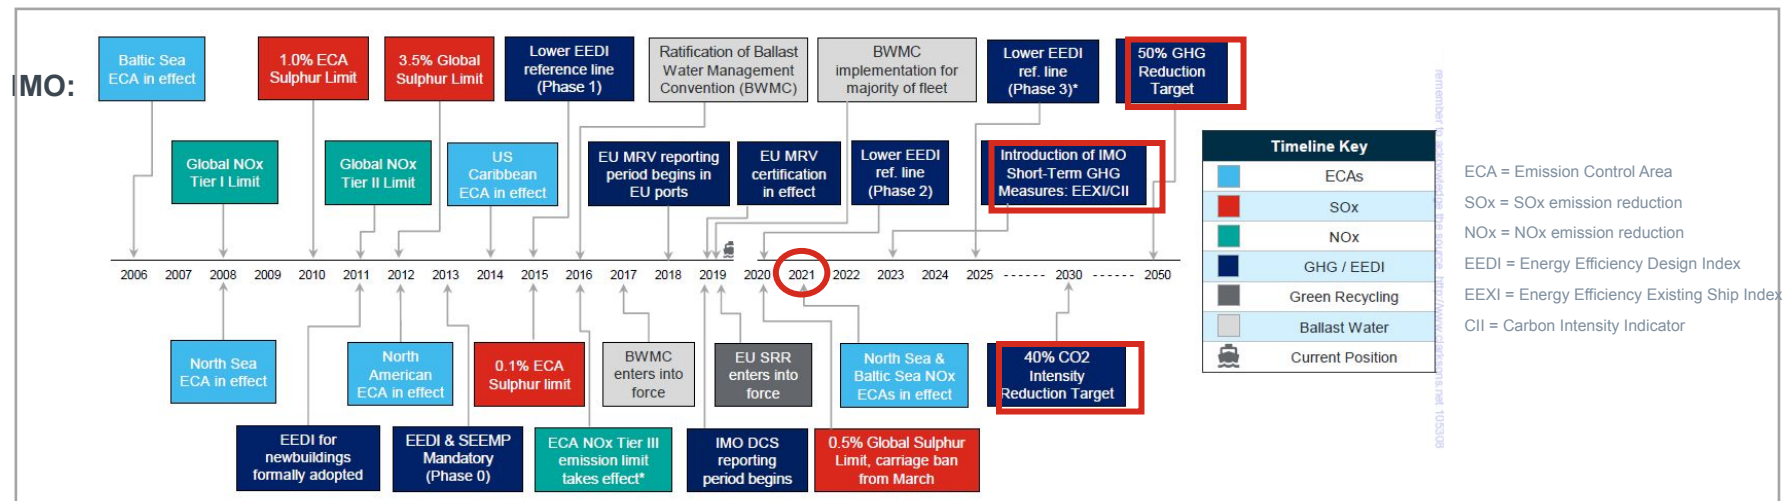 IMO:
Baltic Sea
ECA in effect
1.0% ECA
Sulphur Limit
3.5% Global
Sulphur Limit
Lower EEDI
reference line
(Phase 1)
Ratification of Ballast
Water Management
Convention (BWMC)
BWMC
implementation for
majority of fleet
Lower EEDI
ref. line
(Phase 3)*
50% GHG
Reduction
Target
Global NOx
Tier I Limit
Global NOx
Tier II Limit
US
Caribbean
ECA in effect
EU MRV reporting
period begins in
EU ports
EU MRV
certification
in effect
Lower EEDI
ref. line
(Phase 2)
Introduction of IMO
Short-Term GHG
Measures: EEXI/CII
2006 2007 2008 2009 2010 2011 2012 2013 2014 2015 2016 2017 2018 2019 2020 2021 2022 2023 2024 2025 ------ 2030 ------ 2050
North Sea
ECA in effect
North
American
ECA in effect
0.1% ECA
Sulphur limit
BWMC
enters into
force
EU SRR
enters into
force
North Sea &
Baltic Sea NOx
ECAs in effect
40% CO2
Intensity
Reduction Target
EEDI for
newbuildings
formally adopted
EEDI & SEEMP
Mandatory
(Phase 0)
ECA NOx Tier III
emission limit
takes effect*
IMO DCS
reporting
period begins
0.5% Global Sulphur
Limit, carriage ban
from March
Timeline Key
ECAs
SOx
NOx
GHG / EEDI
Green Recycling
Ballast Water
Current Position
remember to acknowledge the source: http://www.clarksons.net 105308
ECA = Emission Control Area
SOx = SOx emission reduction
NOx = NOx emission reduction
EEDI = Energy Efficiency Design Index
EEXI = Energy Efficiency Existing Ship Index
CII = Carbon Intensity Indicator